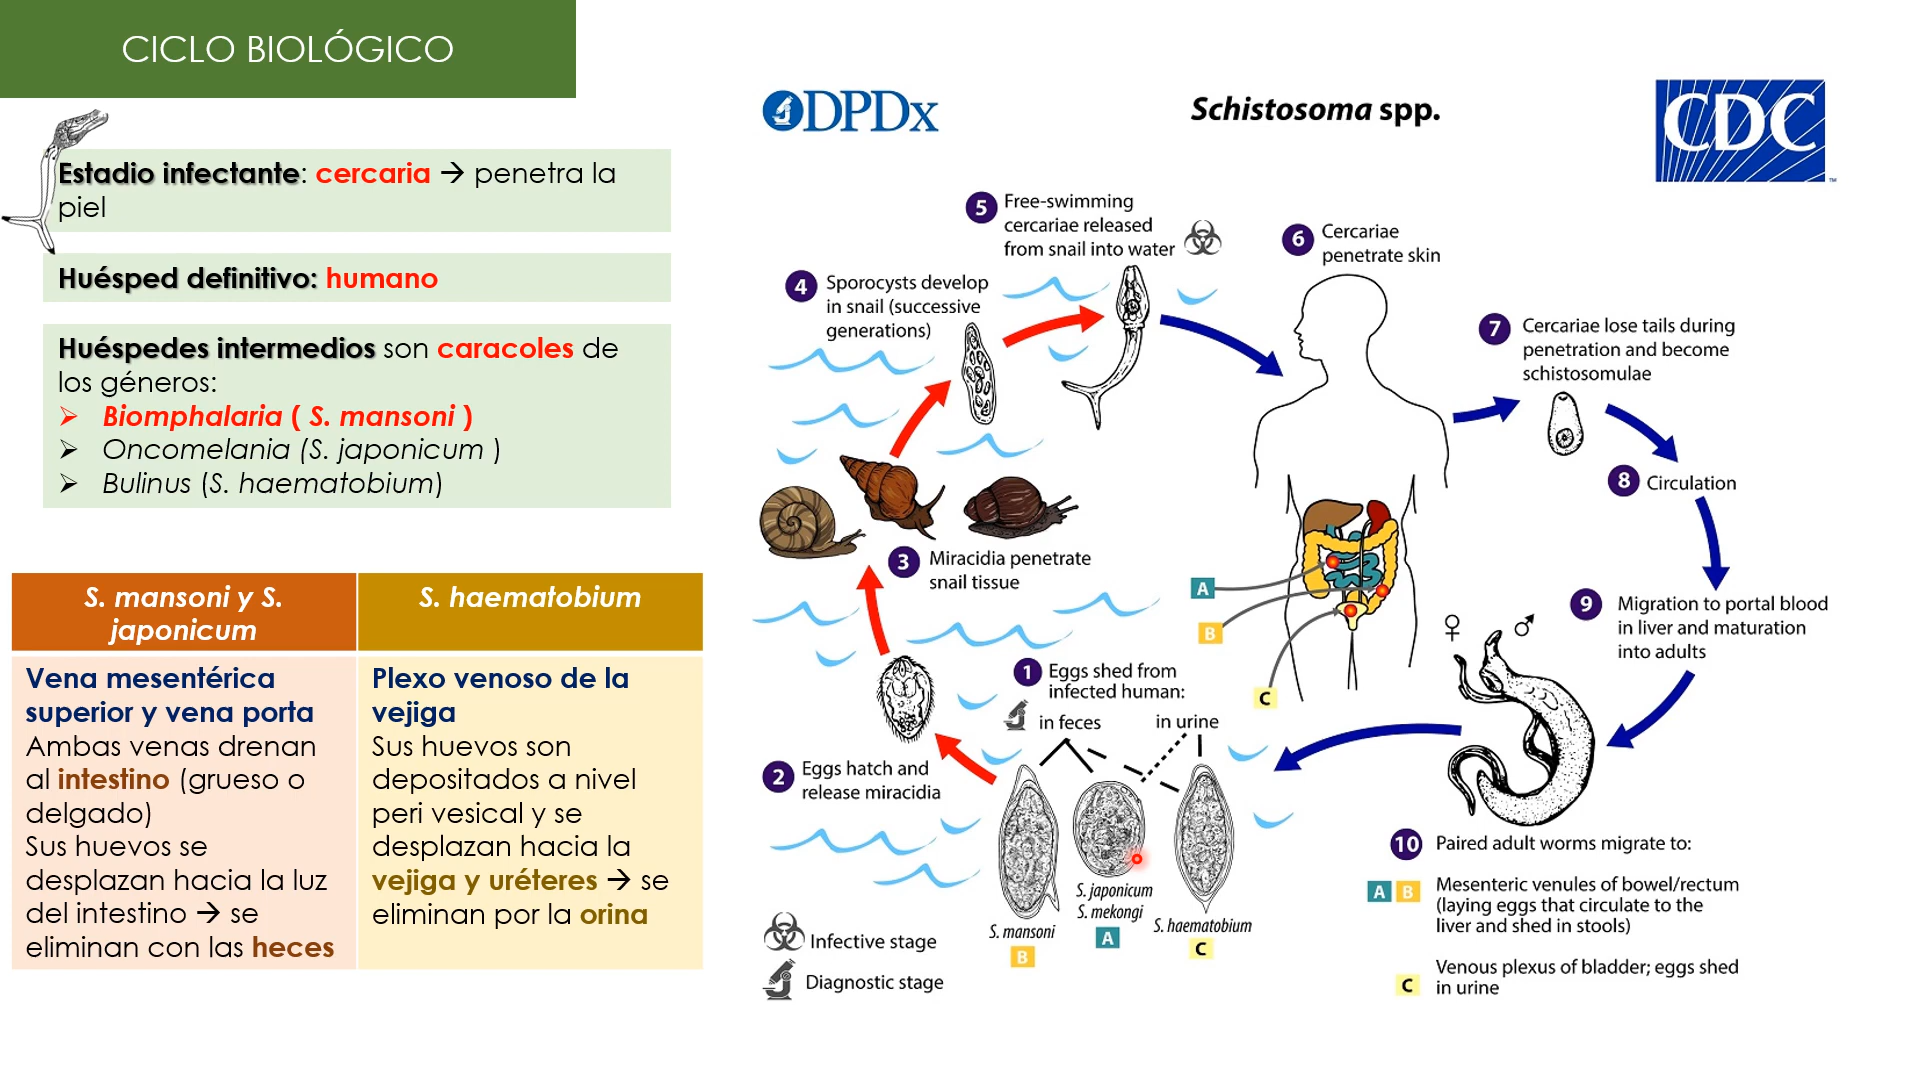 CICLO BIOLÓGICO
Estadio infectante: cercaria → penetra la
piel
Huésped definitivo: humano
Huéspedes intermedios son caracoles de
los géneros:
➢ Biomphalaria ( S. mansoni )
➢ Oncomelania (S. japonicum )
➢ Bulinus (S. haematobium)
S. mansoni y S.
japonicum
S. haematobium
Vena mesentérica
superior y vena porta
Ambas venas drenan
al intestino (grueso o
delgado)
Sus huevos se
desplazan hacia la luz
del intestino → se
eliminan con las heces
Plexo venoso de la
vejiga
Sus huevos son
depositados a nivel
peri vesical y se
desplazan hacia la
vejiga y uréteres → se
eliminan por la orina
DPDx
Schistosoma spp.
CDC
TM
5 Free-swimming
cercariae released
from snail into water
6 Cercariae
penetrate skin
4 Sporocysts develop
in snail (successive
generations)
7 Cercariae lose tails during
penetration and become
schistosomulae
8 Circulation
3 Miracidia penetrate
snail tissue
A
B
C
9 Migration to portal blood
in liver and maturation
into adults
♀ ♂
1 Eggs shed from
infected human:
in feces
in urine
2 Eggs hatch and
release miracidia
S. mansoni
B
S. japonicum
S. mekongi
A
S. haematobium
C
10 Paired adult worms migrate to:
A B Mesenteric venules of bowel/rectum
(laying eggs that circulate to the
liver and shed in stools)
C Venous plexus of bladder; eggs shed
in urine
Infective stage
Diagnostic stage